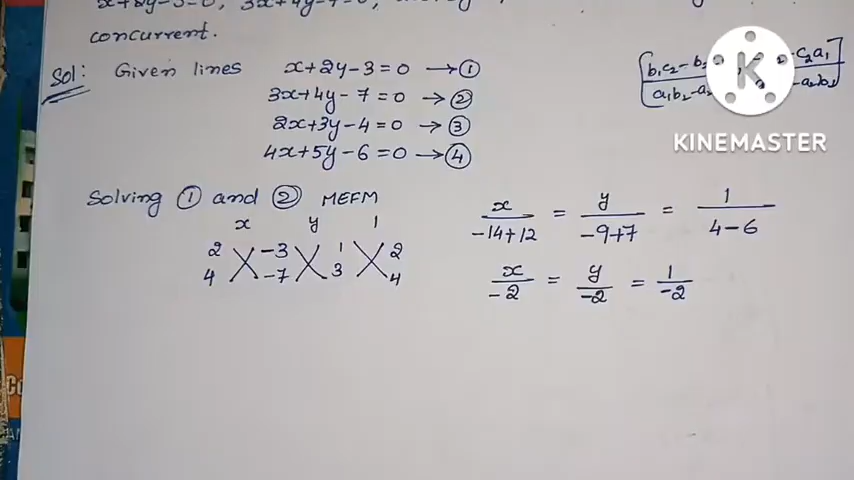 concurrent.
Sol: Given lines x+2y-3=0 → ①
3x+4y-7=0 → ②
2x+3y-4=0 → ③
4x+5y-6=0 → ④
KINEMASTER
Solving ① and ② MEFM
x y 1
2 -3 1 2
4 -7 3 4
x/-14+12 = y/-9+7 = 1/4-6
x/-2 = y/-2 = 1/-2